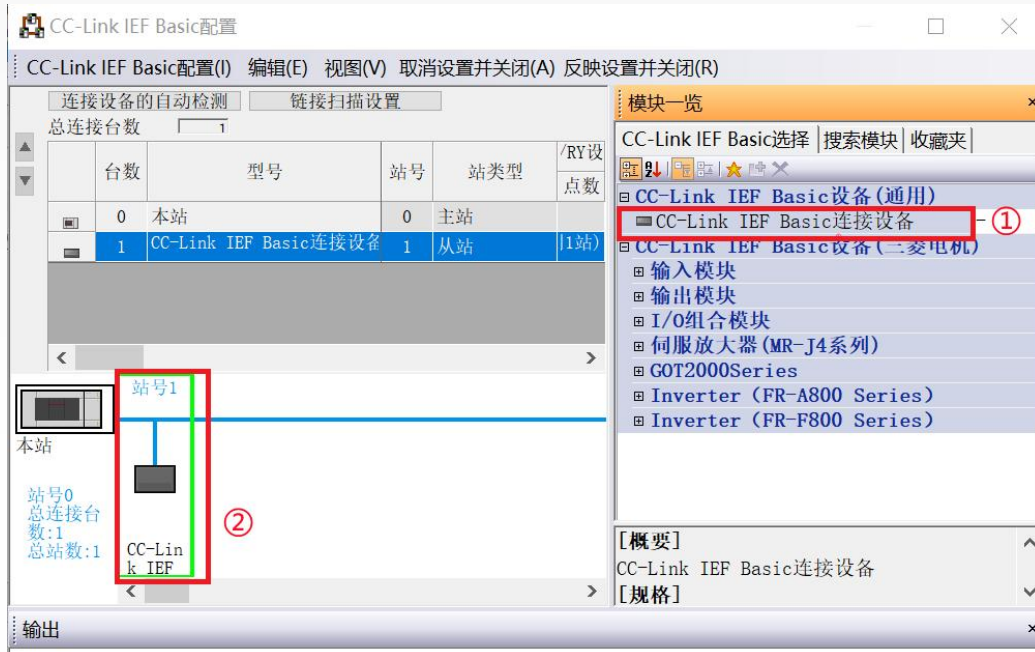 CC-Link IEF Basic配置
CC-Link IEF Basic配置(I) 编辑(E) 视图(V) 取消设置并关闭(A) 反映设置并关闭(R)
连接设备的自动检测 链接扫描设置
总连接台数 1
台数 型号 站号 站类型 /RY设
点数
0 本站 0 主站
1 CC-Link IEF Basic连接设备 1 从站 1站)
站号1
本站
站号0
总连接台
数:1
总站数:1
CC-Lin
k IEF
②
模块一览
CC-Link IEF Basic选择 搜索模块 收藏夹
CC-Link IEF Basic设备(通用)
CC-Link IEF Basic连接设备
①
CC-Link IEF Basic设备(三菱电机)
输入模块
输出模块
I/O组合模块
伺服放大器(MR-J4系列)
GOT2000Series
Inverter (FR-A800 Series)
Inverter (FR-F800 Series)
[概要]
CC-Link IEF Basic连接设备
[规格]
输出